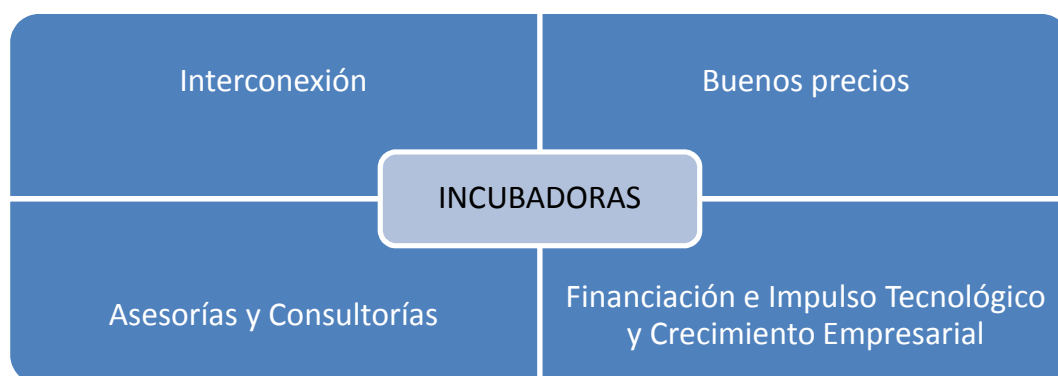 Interconexión
Buenos precios
INCUBADORAS
Asesorías y Consultorías
Financiación e Impulso Tecnológico
y Crecimiento Empresarial